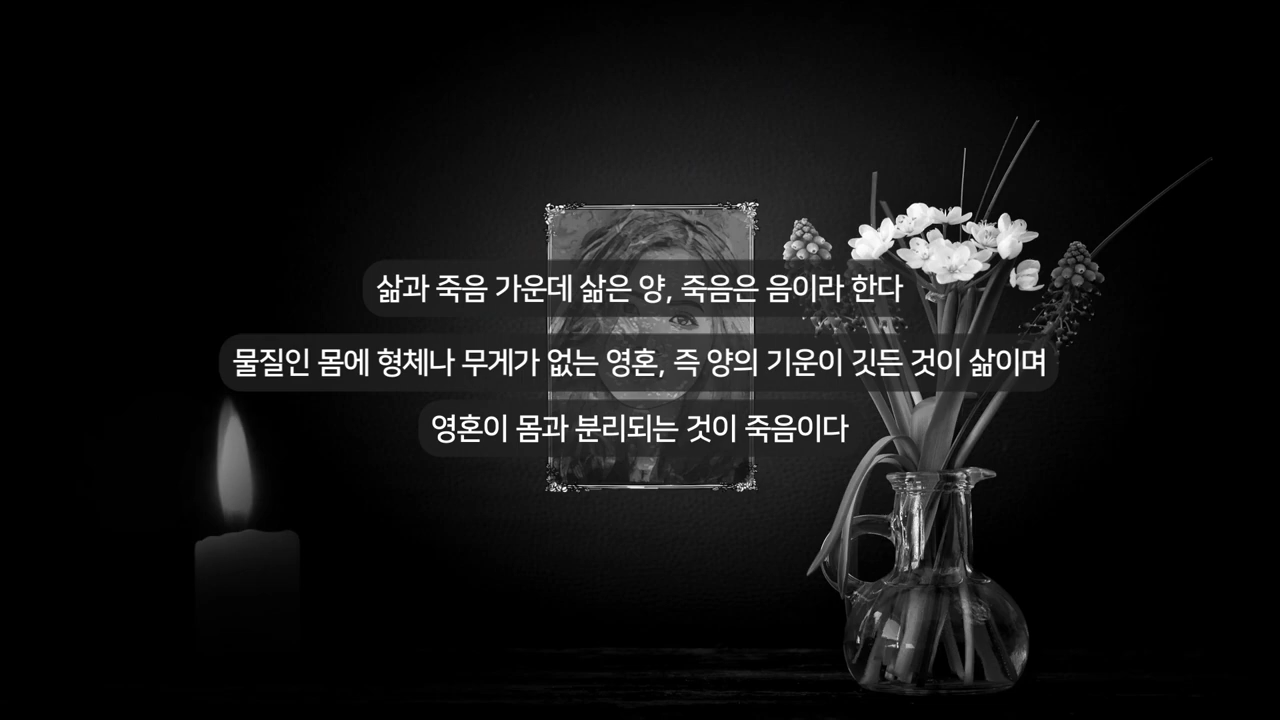 삶과 죽음 가운데 삶은 양, 죽음은 음이라 한다
물질인 몸에 형체나 무게가 없는 영혼, 즉 양의 기운이 깃든 것이 삶이며
영혼이 몸과 분리되는 것이 죽음이다